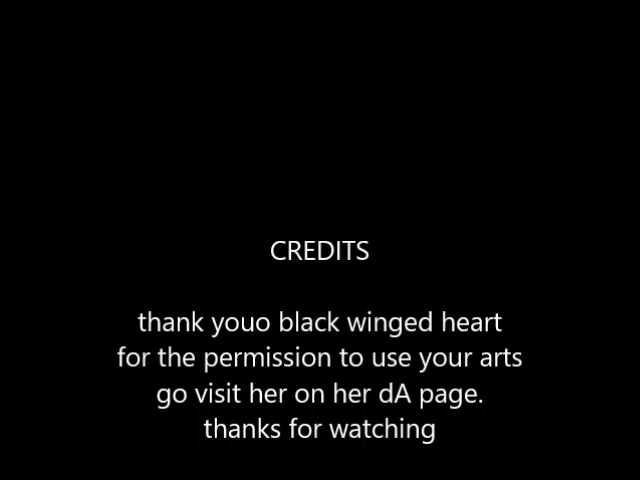 CREDITS
thank youo black winged heart
for the permission to use your arts
go visit her on her dA page.
thanks for watching